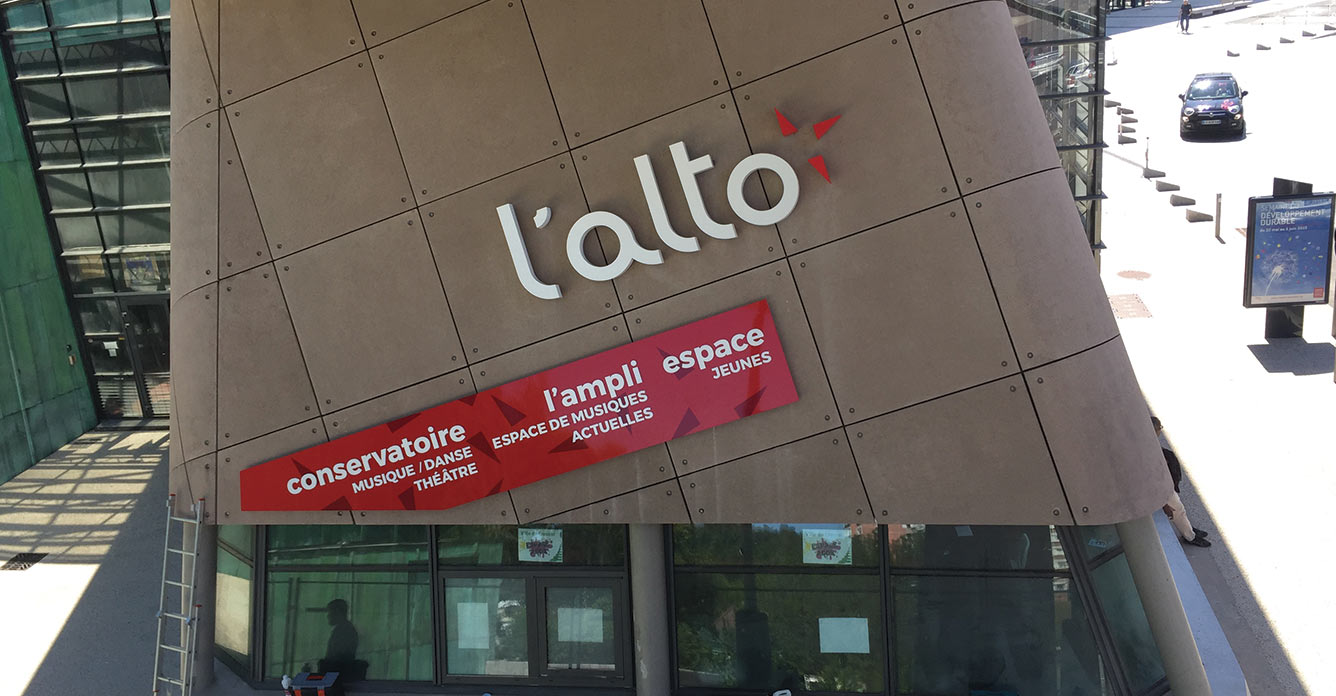 l'alto
conservatoire
MUSIQUE / DANSE
THÉÂTRE
l'ampli
ESPACE DE MUSIQUES
ACTUELLES
espace
JEUNES
DÉVELOPPEMENT
DURABLE